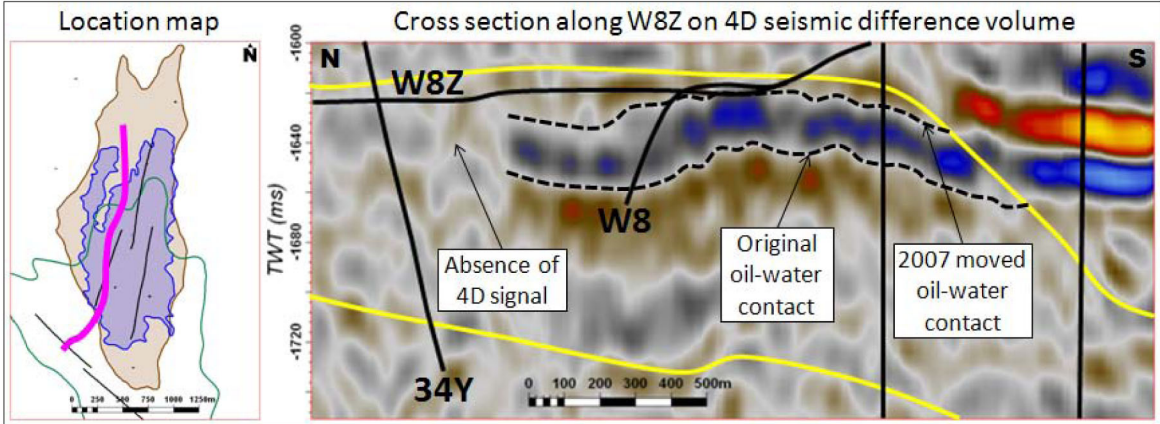 Location map
Cross section along W8Z on 4D seismic difference volume
N
N
S
-1600
-1640
-1680
-1720
TWT (ms)
W8Z
W8
34Y
Absence of
4D signal
Original
oil-water
contact
2007 moved
oil-water
contact
0 250 500 750 1000 1250m
0 100 200 300 400 500m